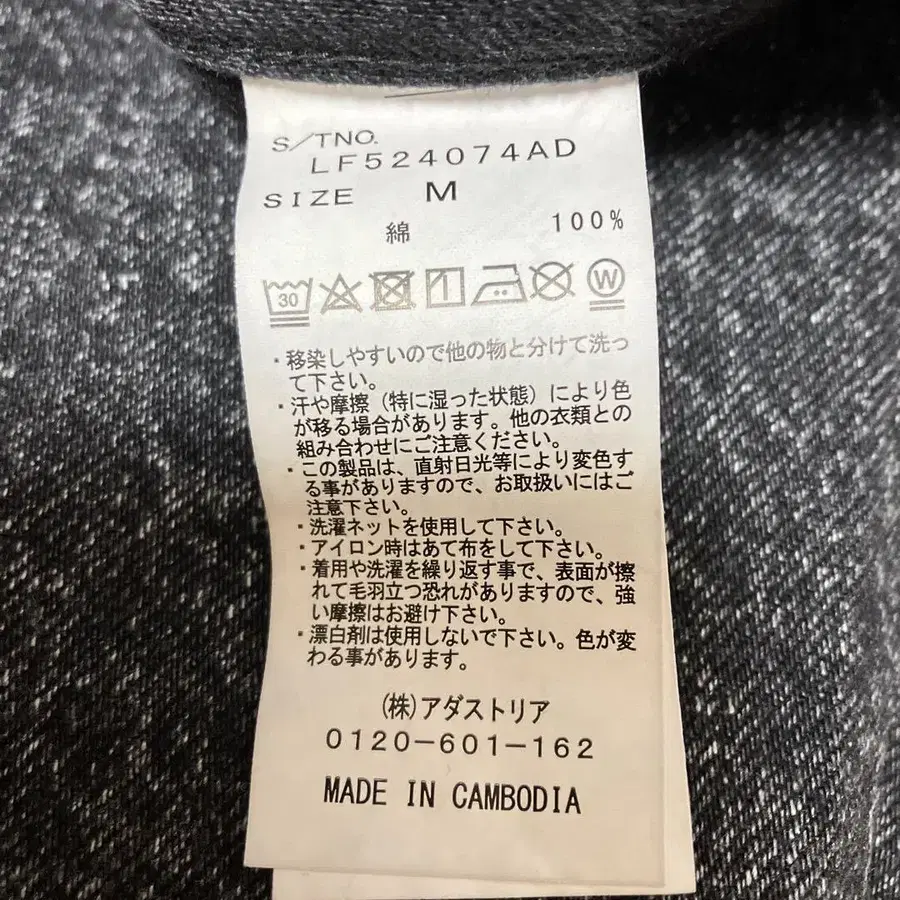 S/TNO.
LF524074AD
SIZE M
綿 100%
30 W
・移染しやすいので他の物と分けて洗っ
て下さい。
・汗や摩擦（特に湿った状態）により色
が移る場合があります。他の衣類との
組み合わせにご注意ください。
・この製品は、直射日光等により変色す
る事がありますので、お取扱いにはご
注意下さい。
・洗濯ネットを使用して下さい。
・アイロン時はあて布をして下さい。
・着用や洗濯を繰り返す事で、表面が擦
れて毛羽立つ恐れがありますので、強
い摩擦はお避け下さい。
・漂白剤は使用しないで下さい。色が変
わる事があります。
(株)アダストリア
0120-601-162
MADE IN CAMBODIA